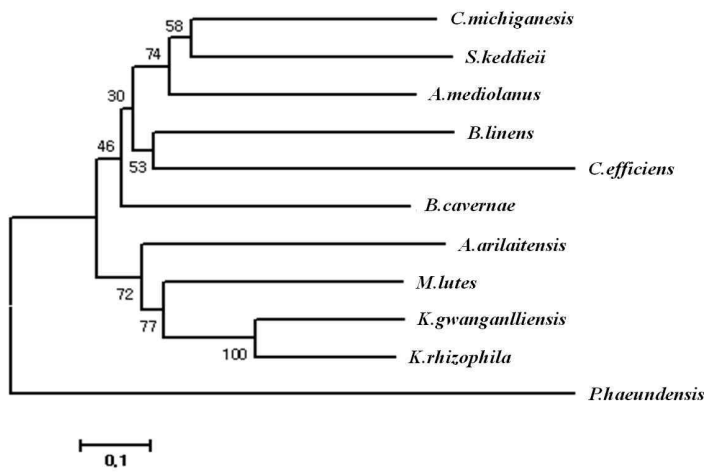 C.michiganesis
58
S.keddieii
74
A.mediolanus
30
B.linens
46
53
C.efficiens
B.cavernae
A.arilaitensis
72
M.lutes
77
K.gwanganlliensis
100
K.rhizophila
P.haeundensis
0.1